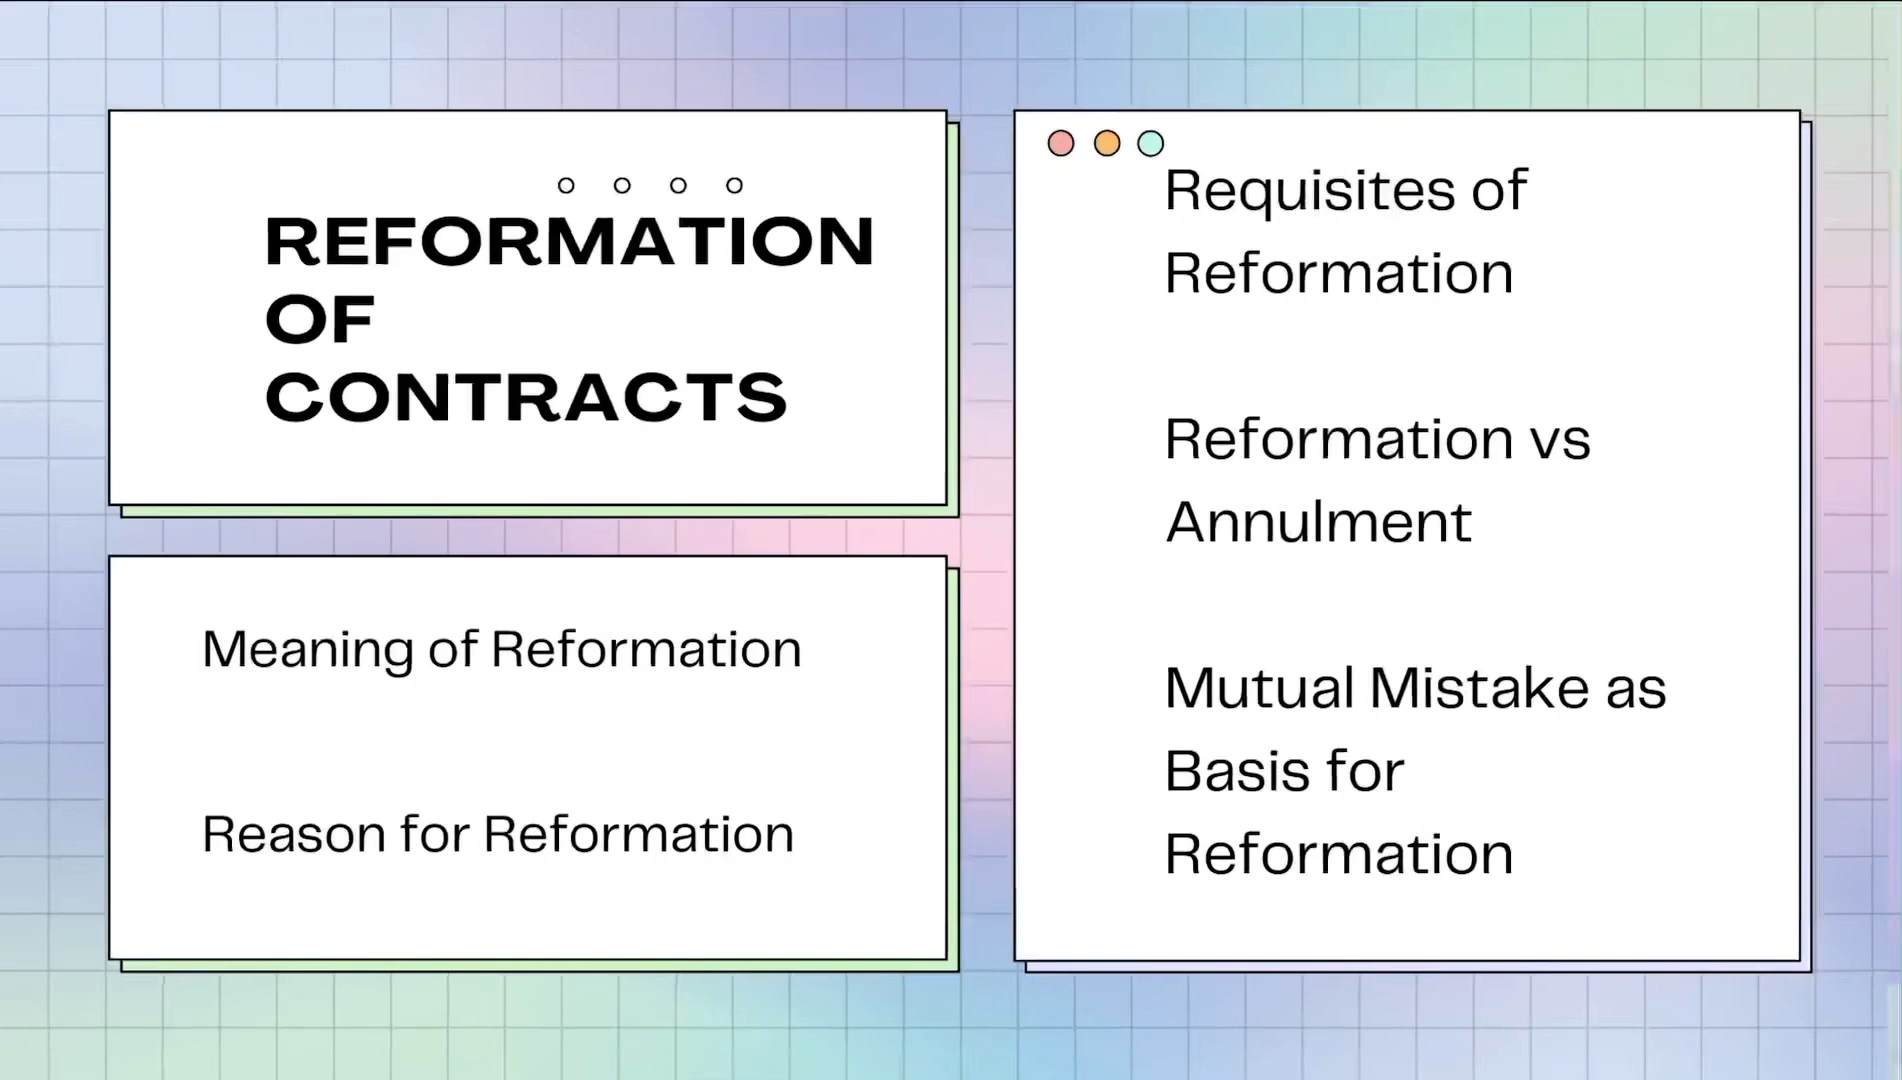 REFORMATION
OF
CONTRACTS
Meaning of Reformation
Reason for Reformation
Requisites of
Reformation
Reformation vs
Annulment
Mutual Mistake as
Basis for
Reformation